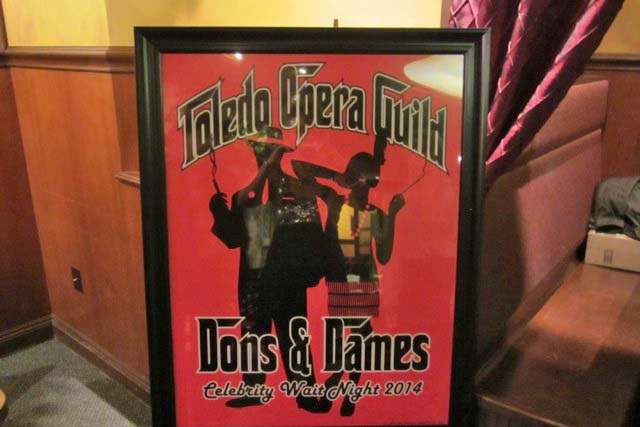 Toledo Opera Guild
Dons & Dames
Celebrity Wait Night 2014